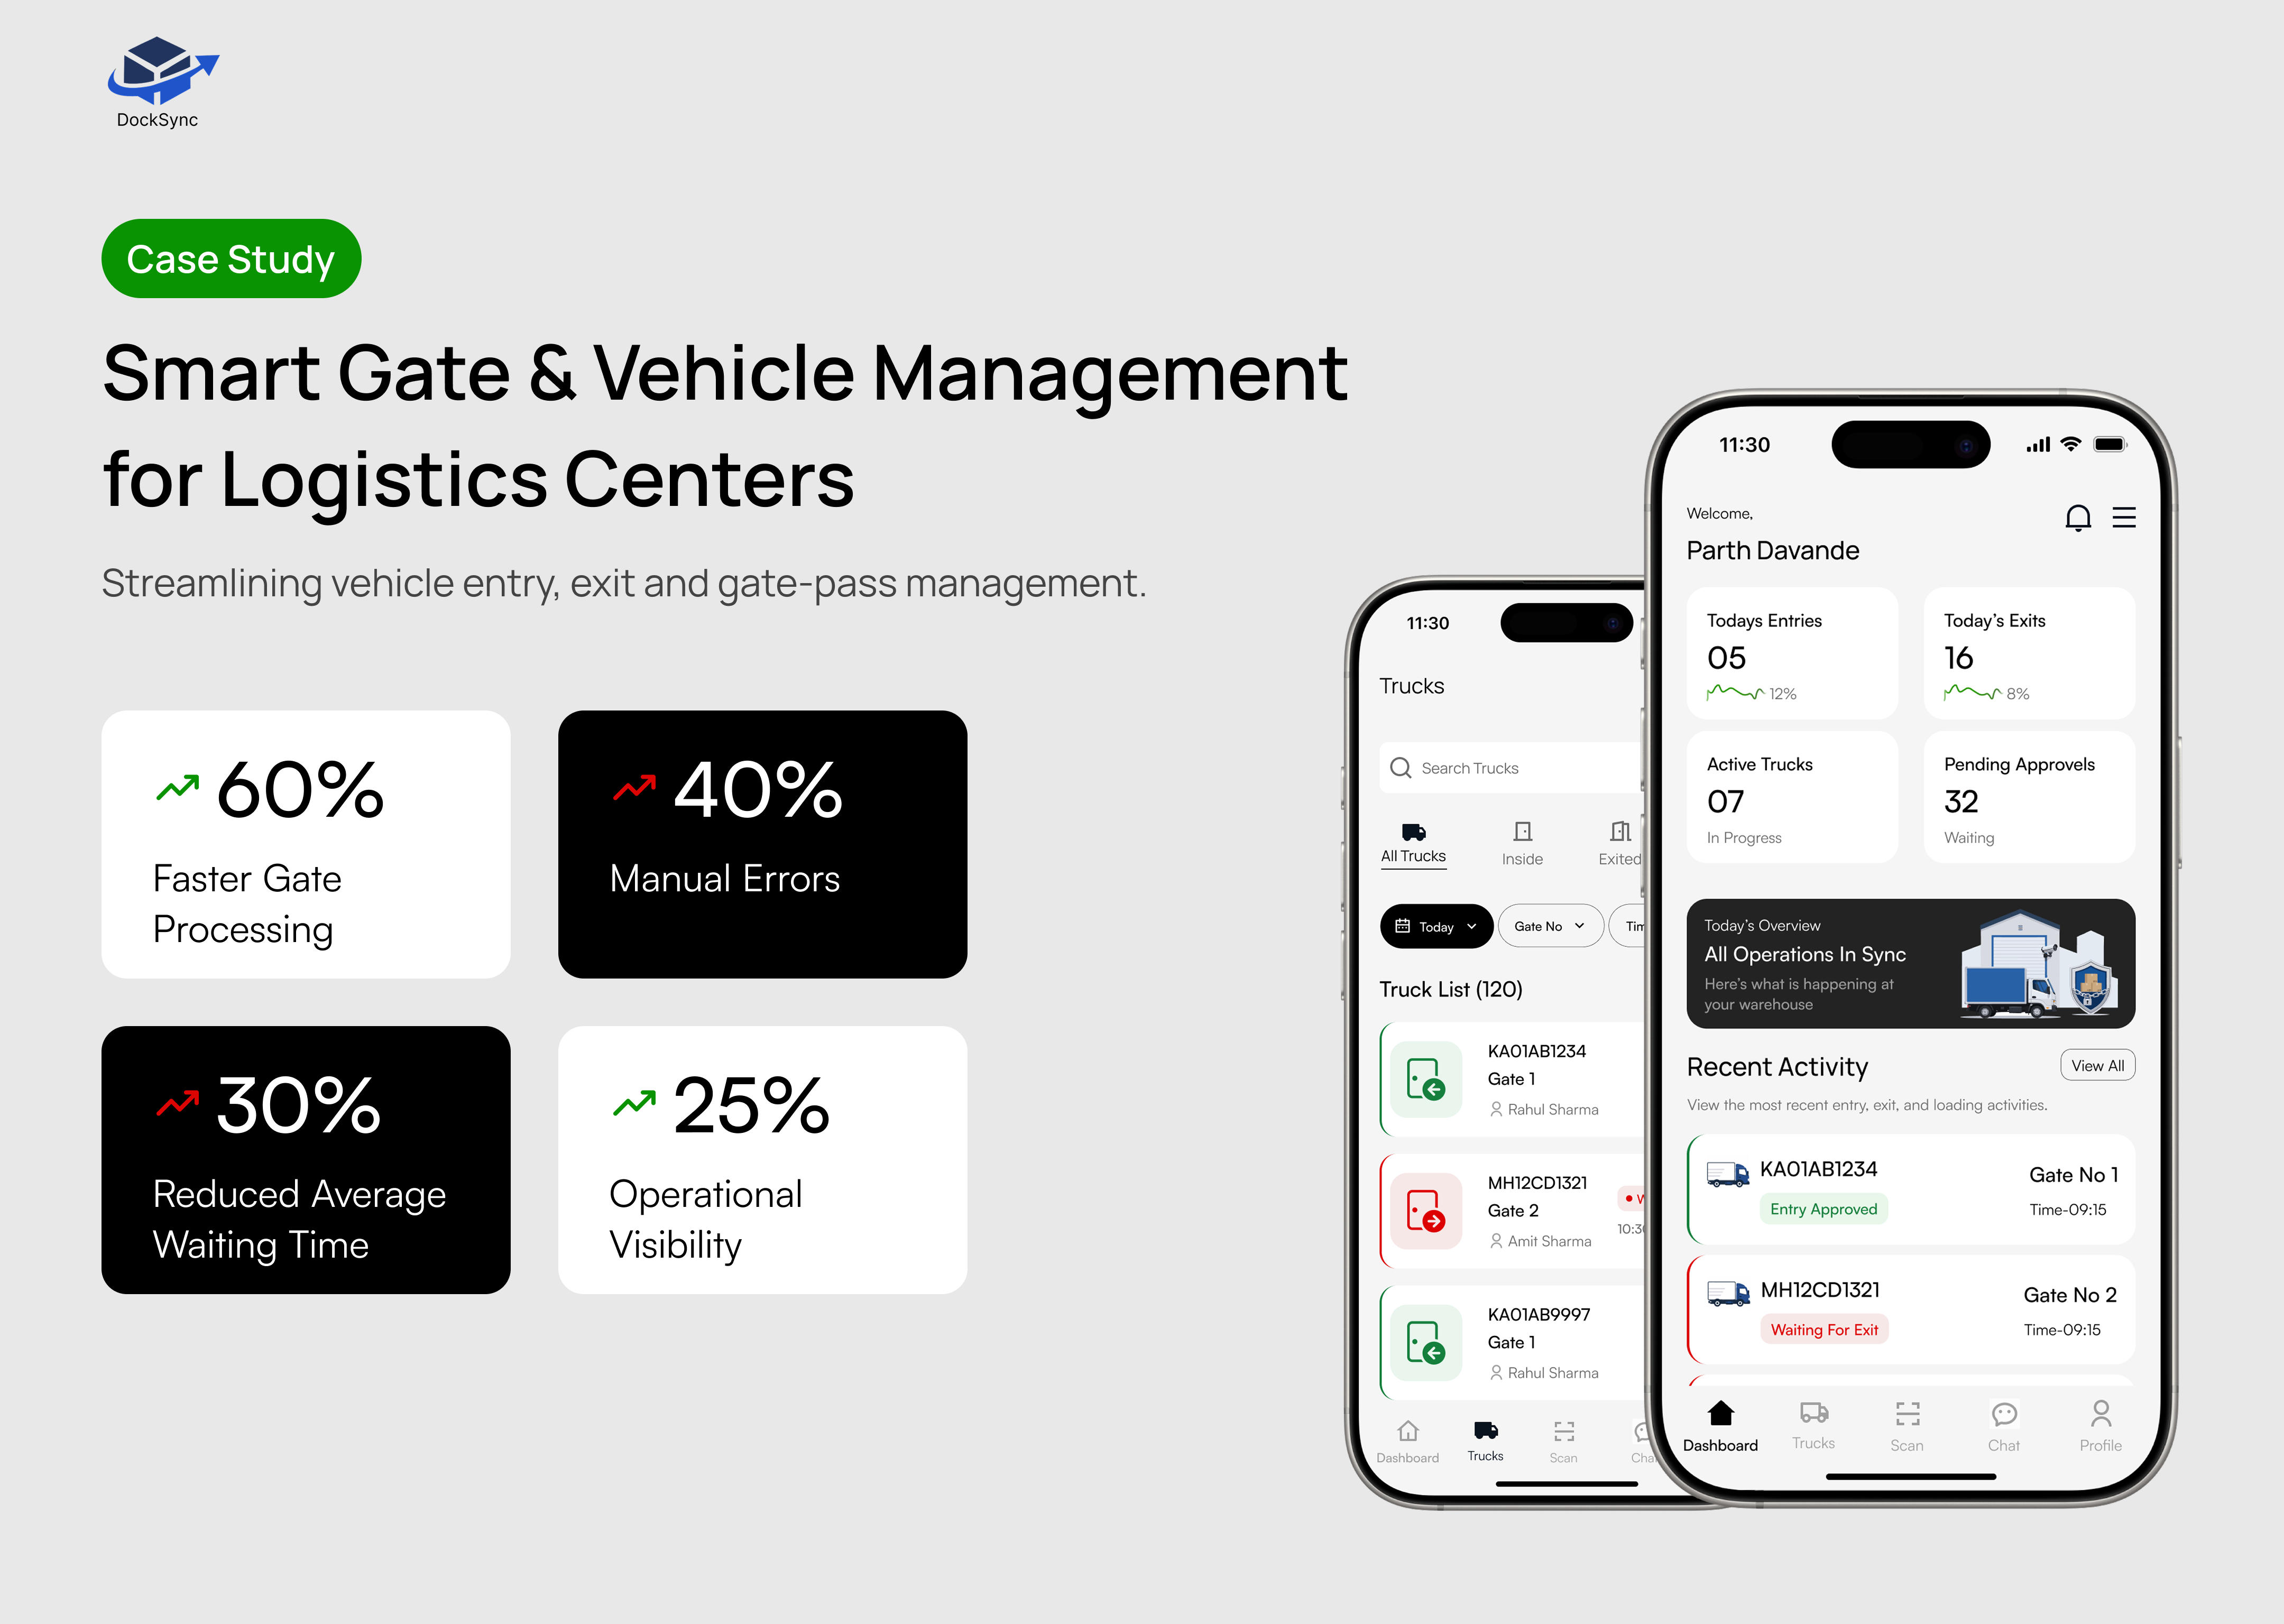 DockSync
Case Study
Smart Gate & Vehicle Management
for Logistics Centers
Streamlining vehicle entry, exit and gate-pass management.
60%
Faster Gate
Processing
40%
Manual Errors
30%
Reduced Average
Waiting Time
25%
Operational
Visibility
11:30
Trucks
Search Trucks
All Trucks
Inside
Exited
Today
Gate No
Truck List (120)
KA01AB1234
Gate 1
Rahul Sharma
MH12CD1321
Gate 2
Amit Sharma
KA01AB9997
Gate 1
Rahul Sharma
Dashboard
Trucks
Scan
11:30
Welcome,
Parth Davande
Todays Entries
05
12%
Today's Exits
16
8%
Active Trucks
07
In Progress
Pending Approvels
32
Waiting
Today's Overview
All Operations In Sync
Here's what is happening at
your warehouse
Recent Activity
View All
View the most recent entry, exit, and loading activities.
KA01AB1234
Entry Approved
Gate No 1
Time-09:15
MH12CD1321
Waiting For Exit
Gate No 2
Time-09:15
Dashboard
Trucks
Scan
Chat
Profile